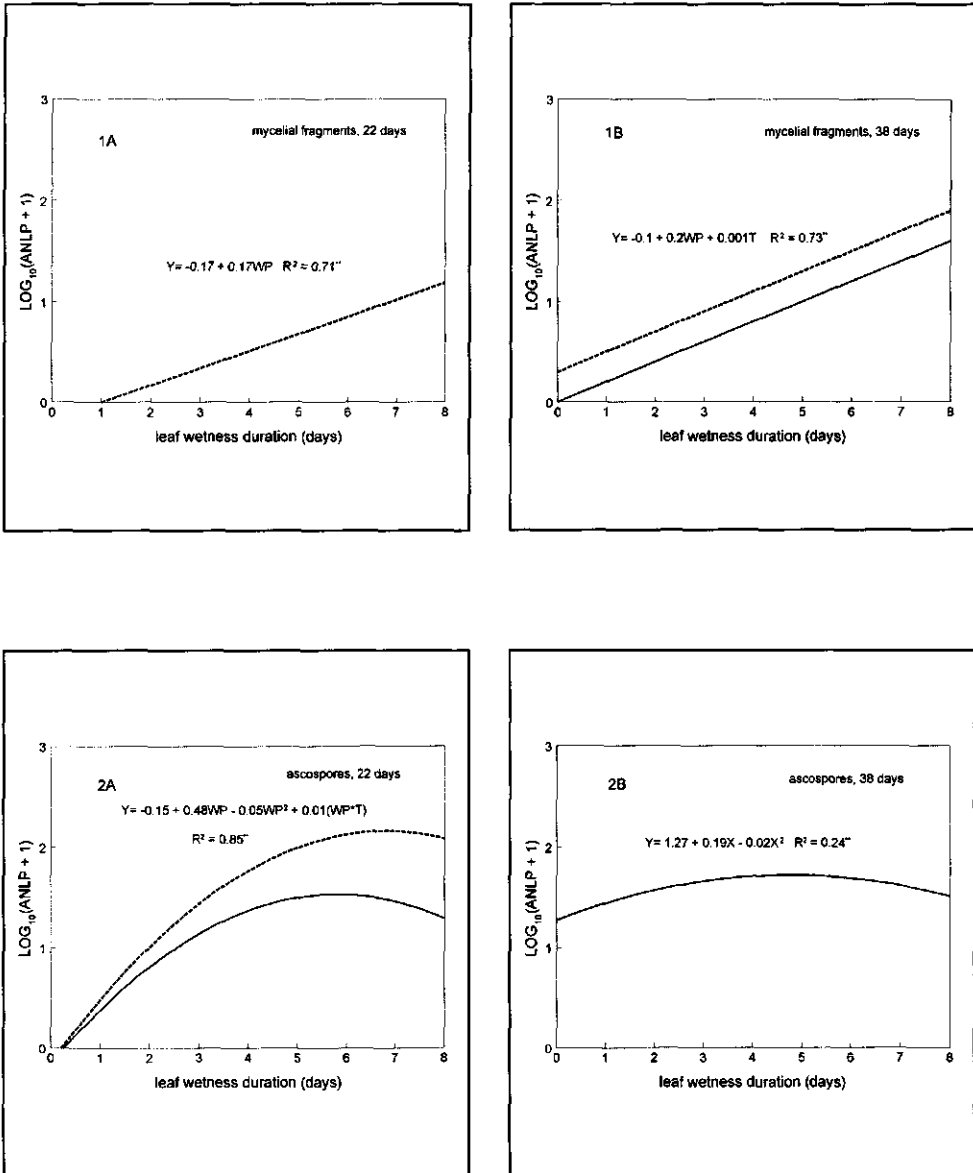 1A
mycelial fragments, 22 days
Y= -0.17 + 0.17WP R² = 0.71**
LOG₁₀(ANLP + 1)
3
2
1
0
0 1 2 3 4 5 6 7 8
leaf wetness duration (days)
1B
mycelial fragments, 38 days
Y= -0.1 + 0.2WP + 0.001T R² = 0.73**
LOG₁₀(ANLP + 1)
3
2
1
0
0 1 2 3 4 5 6 7 8
leaf wetness duration (days)
2A
ascospores, 22 days
Y= -0.15 + 0.48WP - 0.05WP² + 0.01(WP*T)
R² = 0.85**
LOG₁₀(ANLP + 1)
3
2
1
0
0 1 2 3 4 5 6 7 8
leaf wetness duration (days)
2B
ascospores, 38 days
Y= 1.27 + 0.19X - 0.02X² R² = 0.24**
LOG₁₀(ANLP + 1)
3
2
1
0
0 1 2 3 4 5 6 7 8
leaf wetness duration (days)